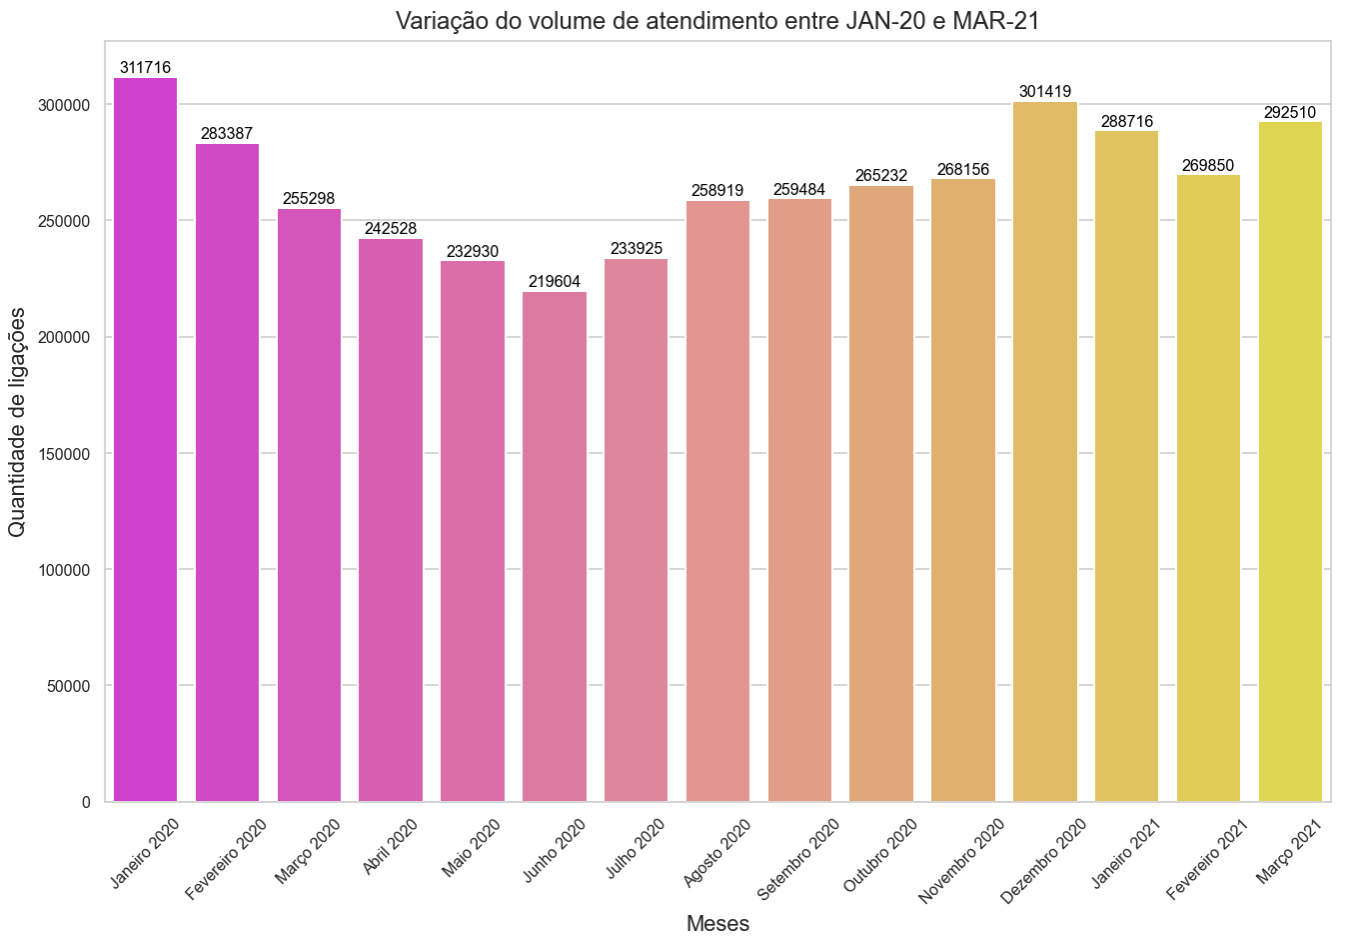 Variação do volume de atendimento entre JAN-20 e MAR-21
Quantidade de ligações
300000
250000
200000
150000
100000
50000
0
311716
283387
255298
242528
232930
219604
233925
258919
259484
265232
268156
301419
288716
269850
292510
Janeiro 2020
Fevereiro 2020
Março 2020
Abril 2020
Maio 2020
Junho 2020
Julho 2020
Agosto 2020
Setembro 2020
Outubro 2020
Novembro 2020
Dezembro 2020
Janeiro 2021
Fevereiro 2021
Março 2021
Meses